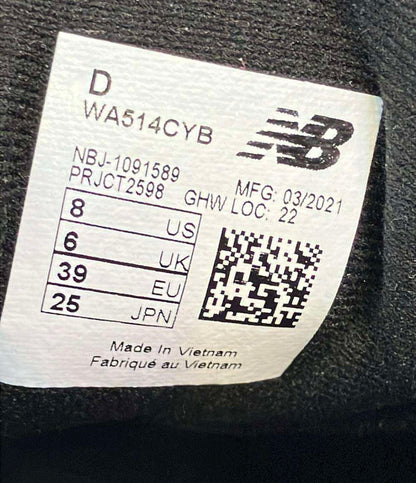 D
WA514CYB
NB
NBJ-1091589
PRJCT2598
GHW
MFG: 03/2021
LOC: 22
8 US
6 UK
39 EU
25 JPN
Made In Vietnam
Fabriqué au Vietnam